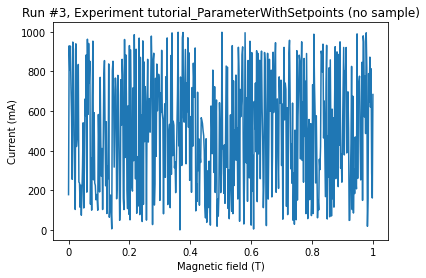 Run #3, Experiment tutorial_ParameterWithSetpoints (no sample)
Current (mA)
1000
800
600
400
200
0
0 0.2 0.4 0.6 0.8 1
Magnetic field (T)